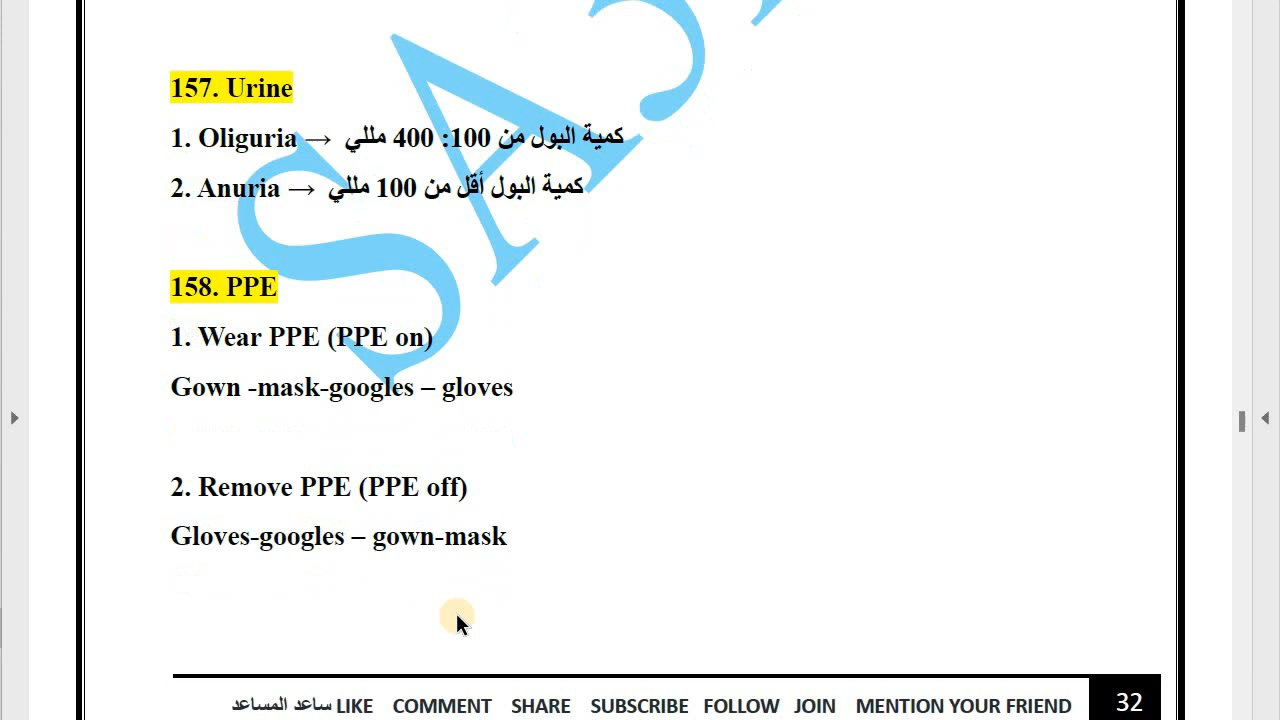 157. Urine
1. Oliguria → كمية البول من 100: 400 مللي
2. Anuria → كمية البول أقل من 100 مللي
158. PPE
1. Wear PPE (PPE on)
Gown -mask-googles – gloves
2. Remove PPE (PPE off)
Gloves-googles – gown-mask
ساعد المساعد LIKE COMMENT SHARE SUBSCRIBE FOLLOW JOIN MENTION YOUR FRIEND 32